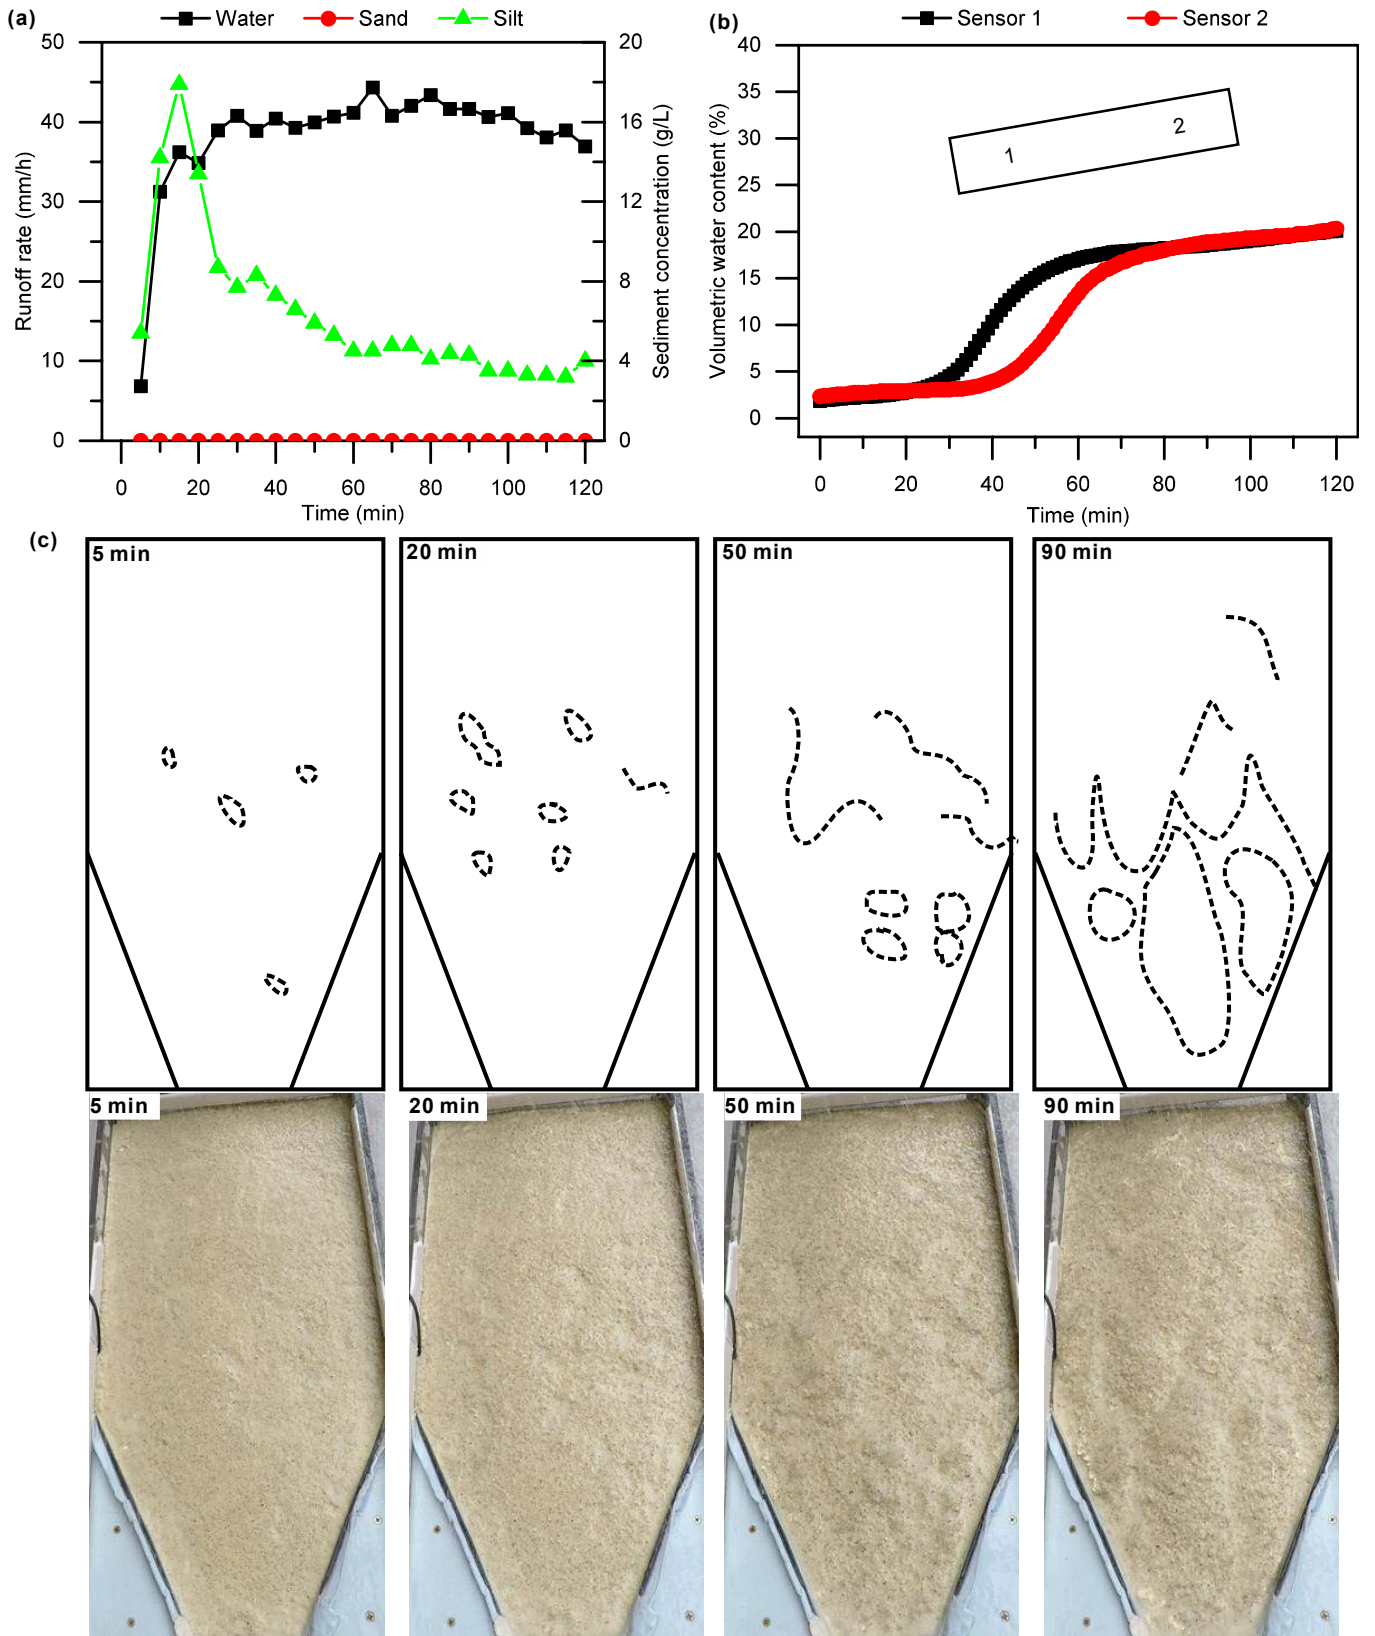 (a)
Water Sand Silt
50
40
30
20
10
0
Runoff rate (mm/h)
20
16
12
8
4
0
Sediment concentration (g/L)
0 20 40 60 80 100 120
Time (min)
(b)
Sensor 1 Sensor 2
40
35
30
25
20
15
10
5
0
Volumetric water content (%)
1 2
0 20 40 60 80 100 120
Time (min)
(c)
5 min 20 min 50 min 90 min
5 min 20 min 50 min 90 min